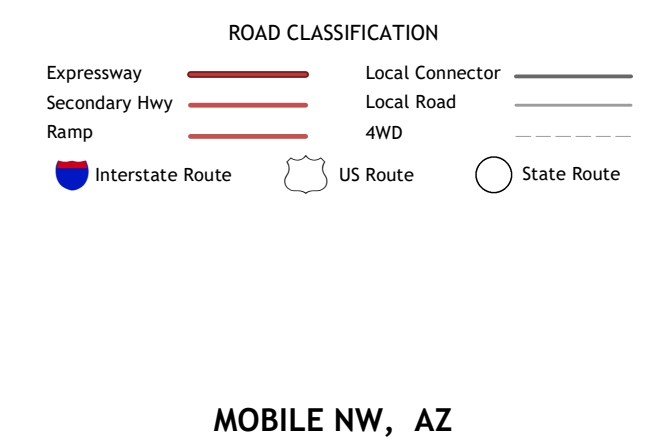 ROAD CLASSIFICATION
Expressway
Local Connector
Secondary Hwy
Local Road
Ramp
4WD
Interstate Route
US Route
State Route
MOBILE NW, AZ